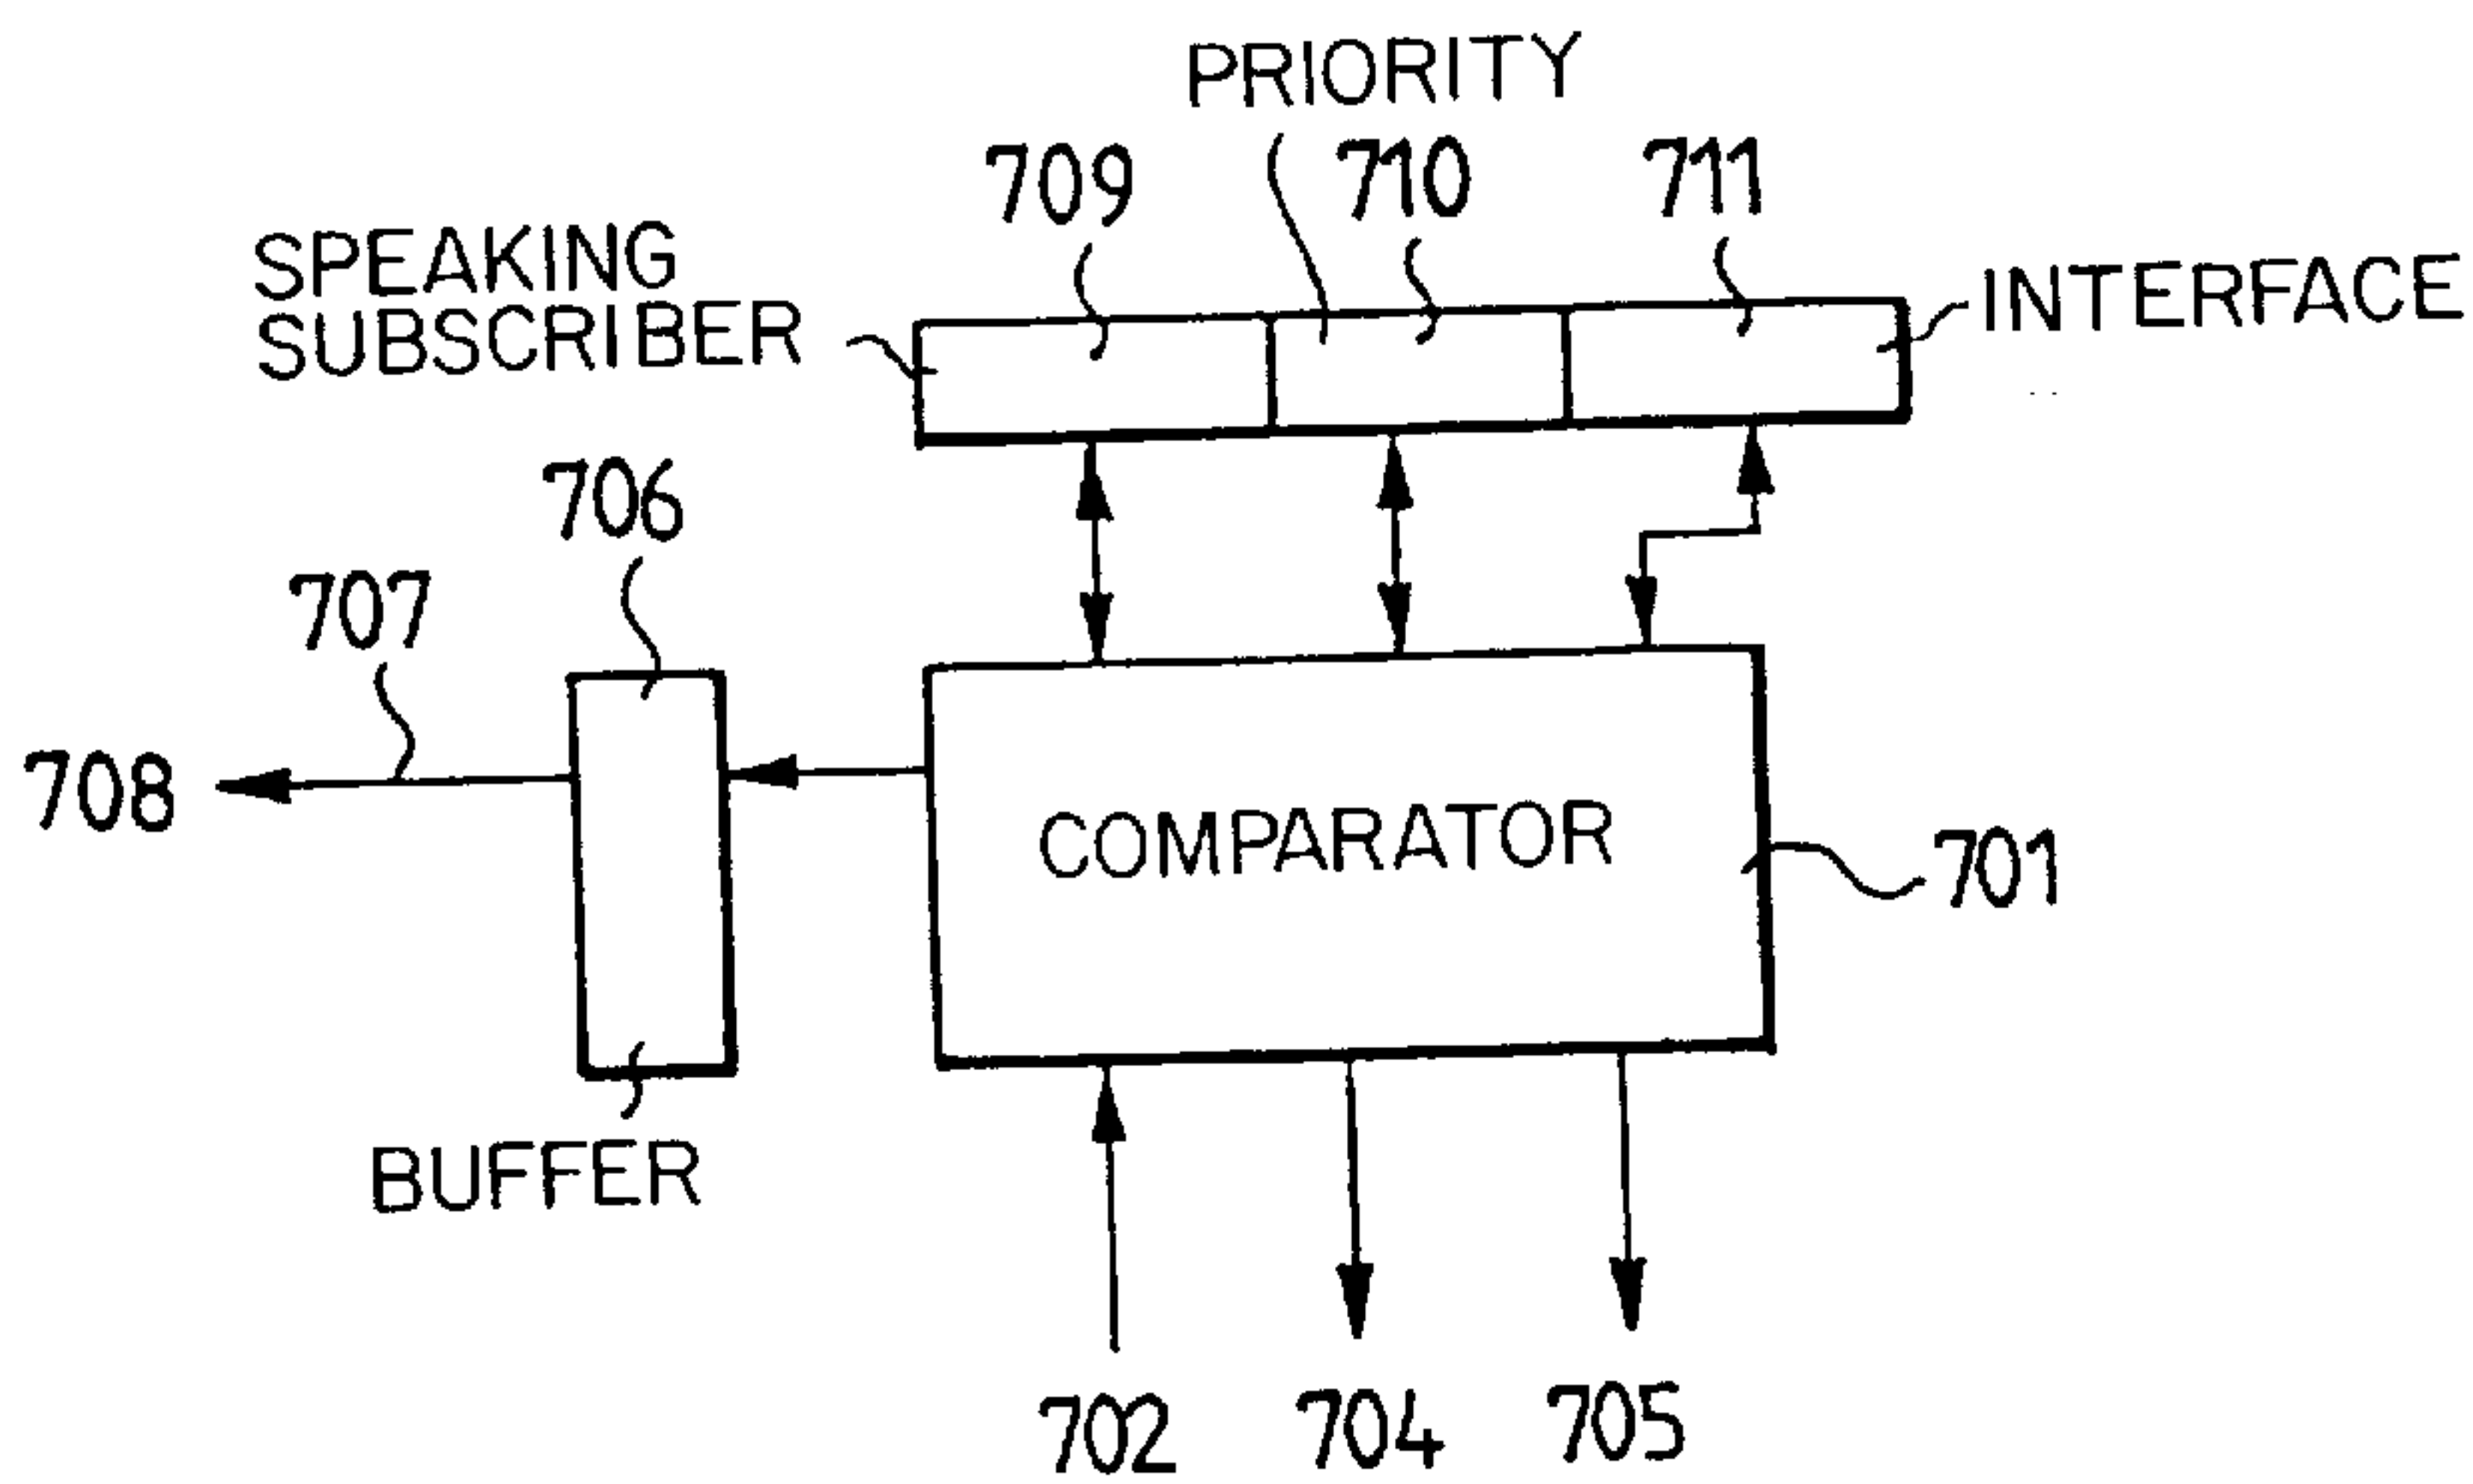 PRIORITY
709
710
711
SPEAKING
SUBSCRIBER
INTERFACE
706
707
708
COMPARATOR
701
BUFFER
702
704
705